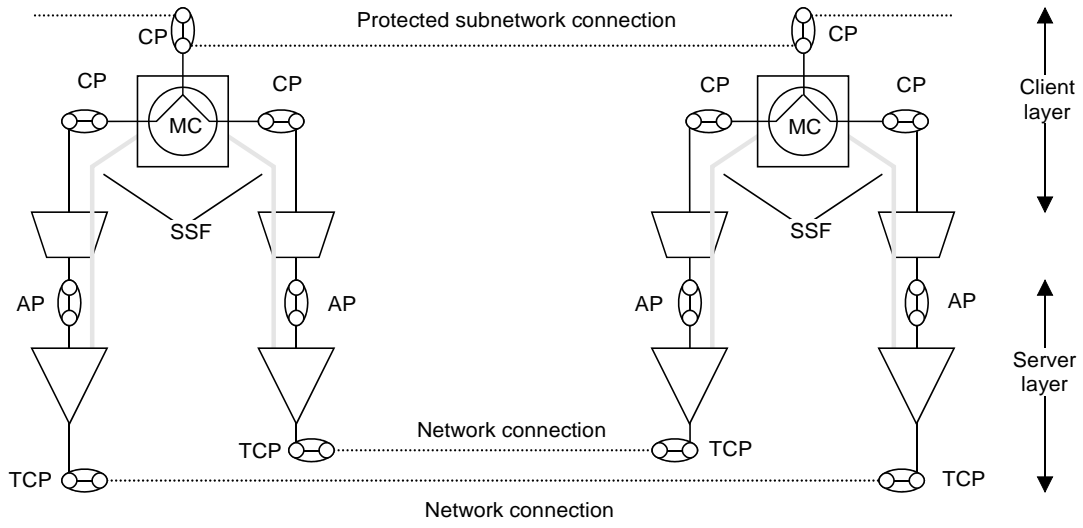 Protected subnetwork connection
CP
CP
CP
CP
CP
CP
Client
layer
MC
MC
SSF
SSF
AP
AP
AP
AP
Server
layer
Network connection
TCP
TCP
TCP
TCP
Network connection